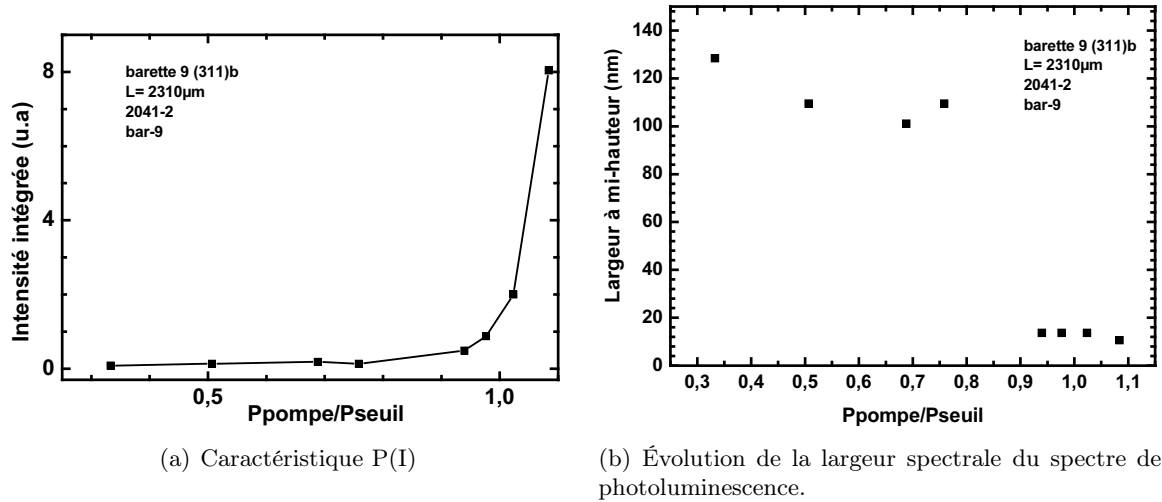 Intensité intégrée (u.a)
8
4
0
barette 9 (311)b
L= 2310µm
2041-2
bar-9
0,5
1,0
Ppompe/Pseuil
(a) Caractéristique P(I)
Largeur à mi-hauteur (nm)
140
120
100
80
60
40
20
0
barette 9 (311)b
L= 2310µm
2041-2
bar-9
0,3 0,4 0,5 0,6 0,7 0,8 0,9 1,0 1,1
Ppompe/Pseuil
(b) Évolution de la largeur spectrale du spectre de
photoluminescence.